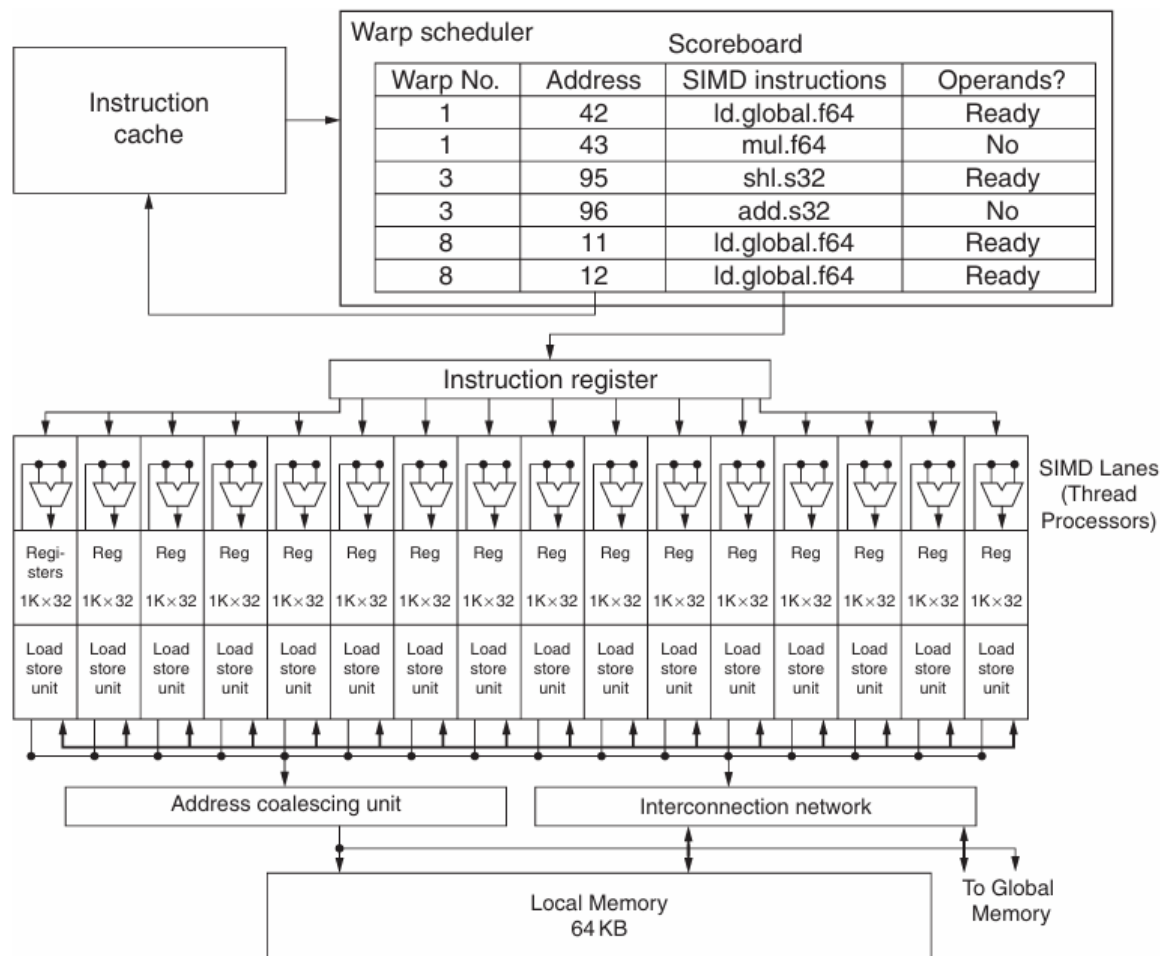 Warp scheduler
Scoreboard
Instruction
cache
Warp No. Address SIMD instructions Operands?
1 42 ld.global.f64 Ready
1 43 mul.f64 No
3 95 shl.s32 Ready
3 96 add.s32 No
8 11 ld.global.f64 Ready
8 12 ld.global.f64 Ready
Instruction register
SIMD Lanes
(Thread
Processors)
Regi- Reg Reg Reg Reg Reg Reg Reg Reg Reg Reg Reg Reg Reg Reg Reg
sters
1K×32 1K×32 1K×32 1K×32 1K×32 1K×32 1K×32 1K×32 1K×32 1K×32 1K×32 1K×32 1K×32 1K×32 1K×32 1K×32
Load Load Load Load Load Load Load Load Load Load Load Load Load Load Load Load
store store store store store store store store store store store store store store store store
unit unit unit unit unit unit unit unit unit unit unit unit unit unit unit unit
Address coalescing unit
Interconnection network
Local Memory
64 KB
To Global
Memory